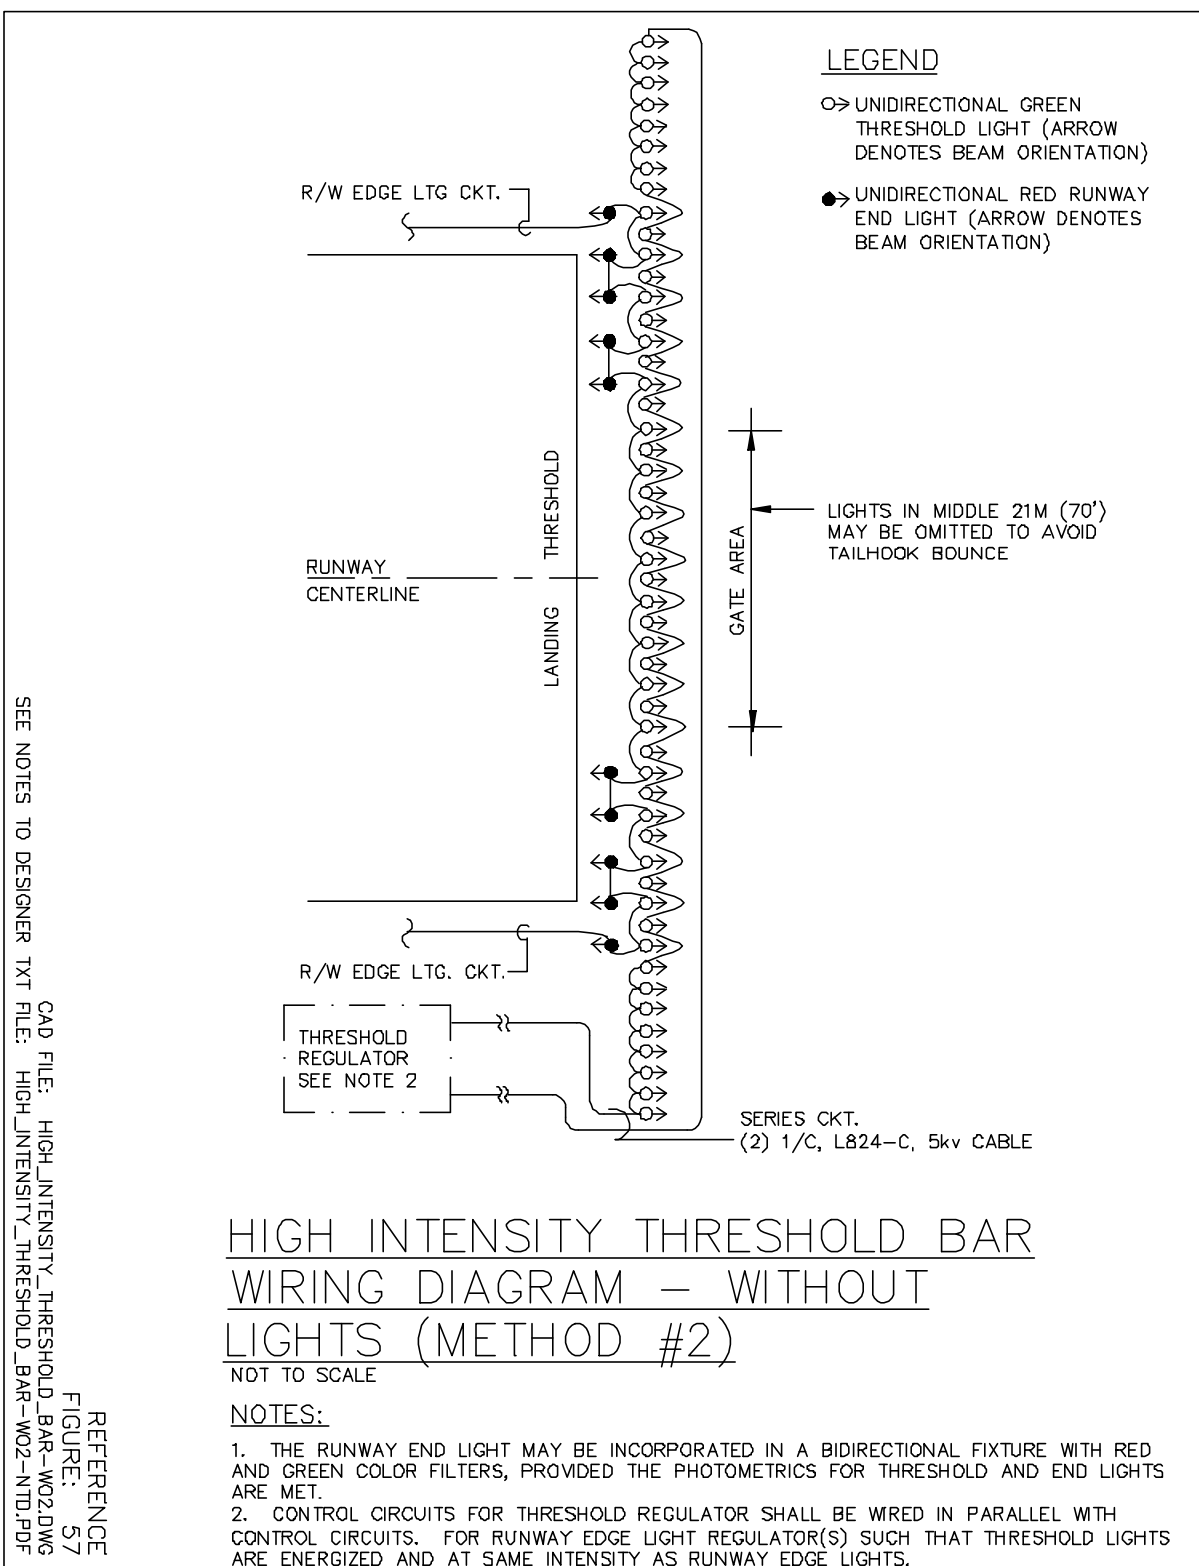 LEGEND
UNIDIRECTIONAL GREEN
THRESHOLD LIGHT (ARROW
DENOTES BEAM ORIENTATION)
UNIDIRECTIONAL RED RUNWAY
END LIGHT (ARROW DENOTES
BEAM ORIENTATION)
R/W EDGE LTG CKT.
LIGHTS IN MIDDLE 21M (70')
MAY BE OMITTED TO AVOID
TAILHOOK BOUNCE
GATE AREA
RUNWAY
CENTERLINE
LANDING THRESHOLD
R/W EDGE LTG. CKT.
THRESHOLD
REGULATOR
SEE NOTE 2
SERIES CKT.
(2) 1/C, L824-C, 5kv CABLE
HIGH INTENSITY THRESHOLD BAR
WIRING DIAGRAM - WITHOUT
LIGHTS (METHOD #2)
NOT TO SCALE
NOTES:
1. THE RUNWAY END LIGHT MAY BE INCORPORATED IN A BIDIRECTIONAL FIXTURE WITH RED
AND GREEN COLOR FILTERS, PROVIDED THE PHOTOMETRICS FOR THRESHOLD AND END LIGHTS
ARE MET.
2. CONTROL CIRCUITS FOR THRESHOLD REGULATOR SHALL BE WIRED IN PARALLEL WITH
CONTROL CIRCUITS. FOR RUNWAY EDGE LIGHT REGULATOR(S) SUCH THAT THRESHOLD LIGHTS
ARE ENERGIZED AND AT SAME INTENSITY AS RUNWAY EDGE LIGHTS.
REFERENCE
FIGURE: 57
CAD FILE: HIGH_INTENSITY_THRESHOLD_BAR-WO2.DWG
SEE NOTES TO DESIGNER TXT FILE: HIGH_INTENSITY_THRESHOLD_BAR-WO2-NTD.PDF